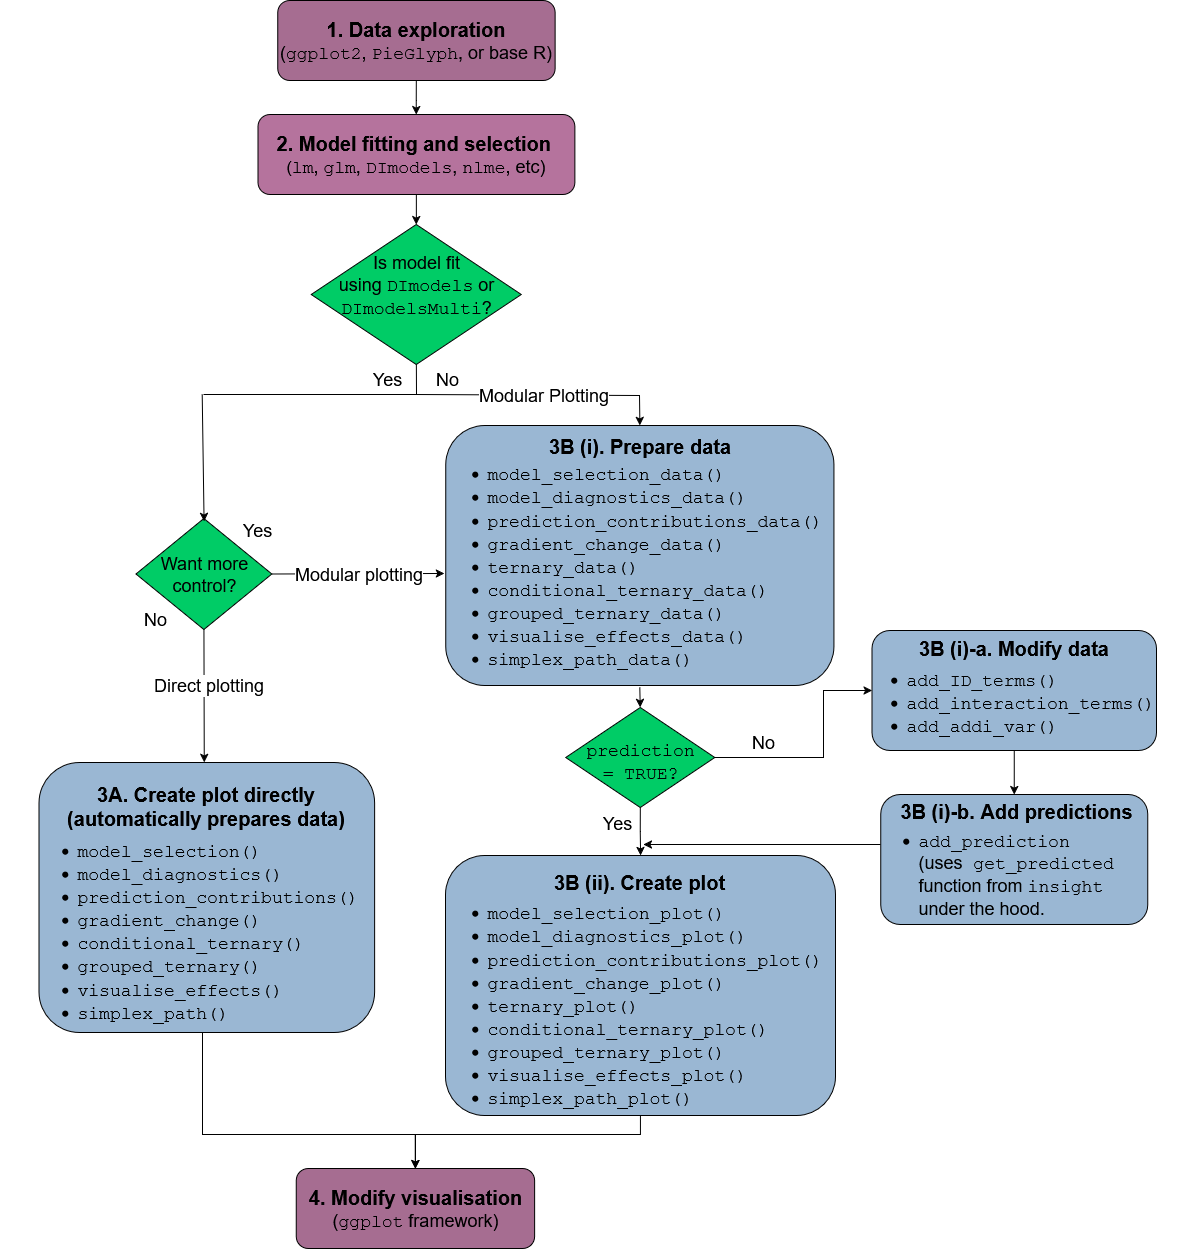 1. Data exploration
(ggplot2, PieGlyph, or base R)
2. Model fitting and selection
(lm, glm, DImodels, nlme, etc)
Is model fit
using DImodels or
DImodelsMulti?
Yes
No
Modular Plotting
3B (i). Prepare data
• model_selection_data()
• model_diagnostics_data()
• prediction_contributions_data()
• gradient_change_data()
• ternary_data()
• conditional_ternary_data()
• grouped_ternary_data()
• visualise_effects_data()
• simplex_path_data()
Yes
Want more
control?
Modular plotting
No
Direct plotting
3B (i)-a. Modify data
• add_ID_terms()
• add_interaction_terms()
• add_addi_var()
prediction
= TRUE?
No
Yes
3B (i)-b. Add predictions
• add_prediction
(uses get_predicted
function from insight
under the hood.
3A. Create plot directly
(automatically prepares data)
• model_selection()
• model_diagnostics()
• prediction_contributions()
• gradient_change()
• conditional_ternary()
• grouped_ternary()
• visualise_effects()
• simplex_path()
3B (ii). Create plot
• model_selection_plot()
• model_diagnostics_plot()
• prediction_contributions_plot()
• gradient_change_plot()
• ternary_plot()
• conditional_ternary_plot()
• grouped_ternary_plot()
• visualise_effects_plot()
• simplex_path_plot()
4. Modify visualisation
(ggplot framework)